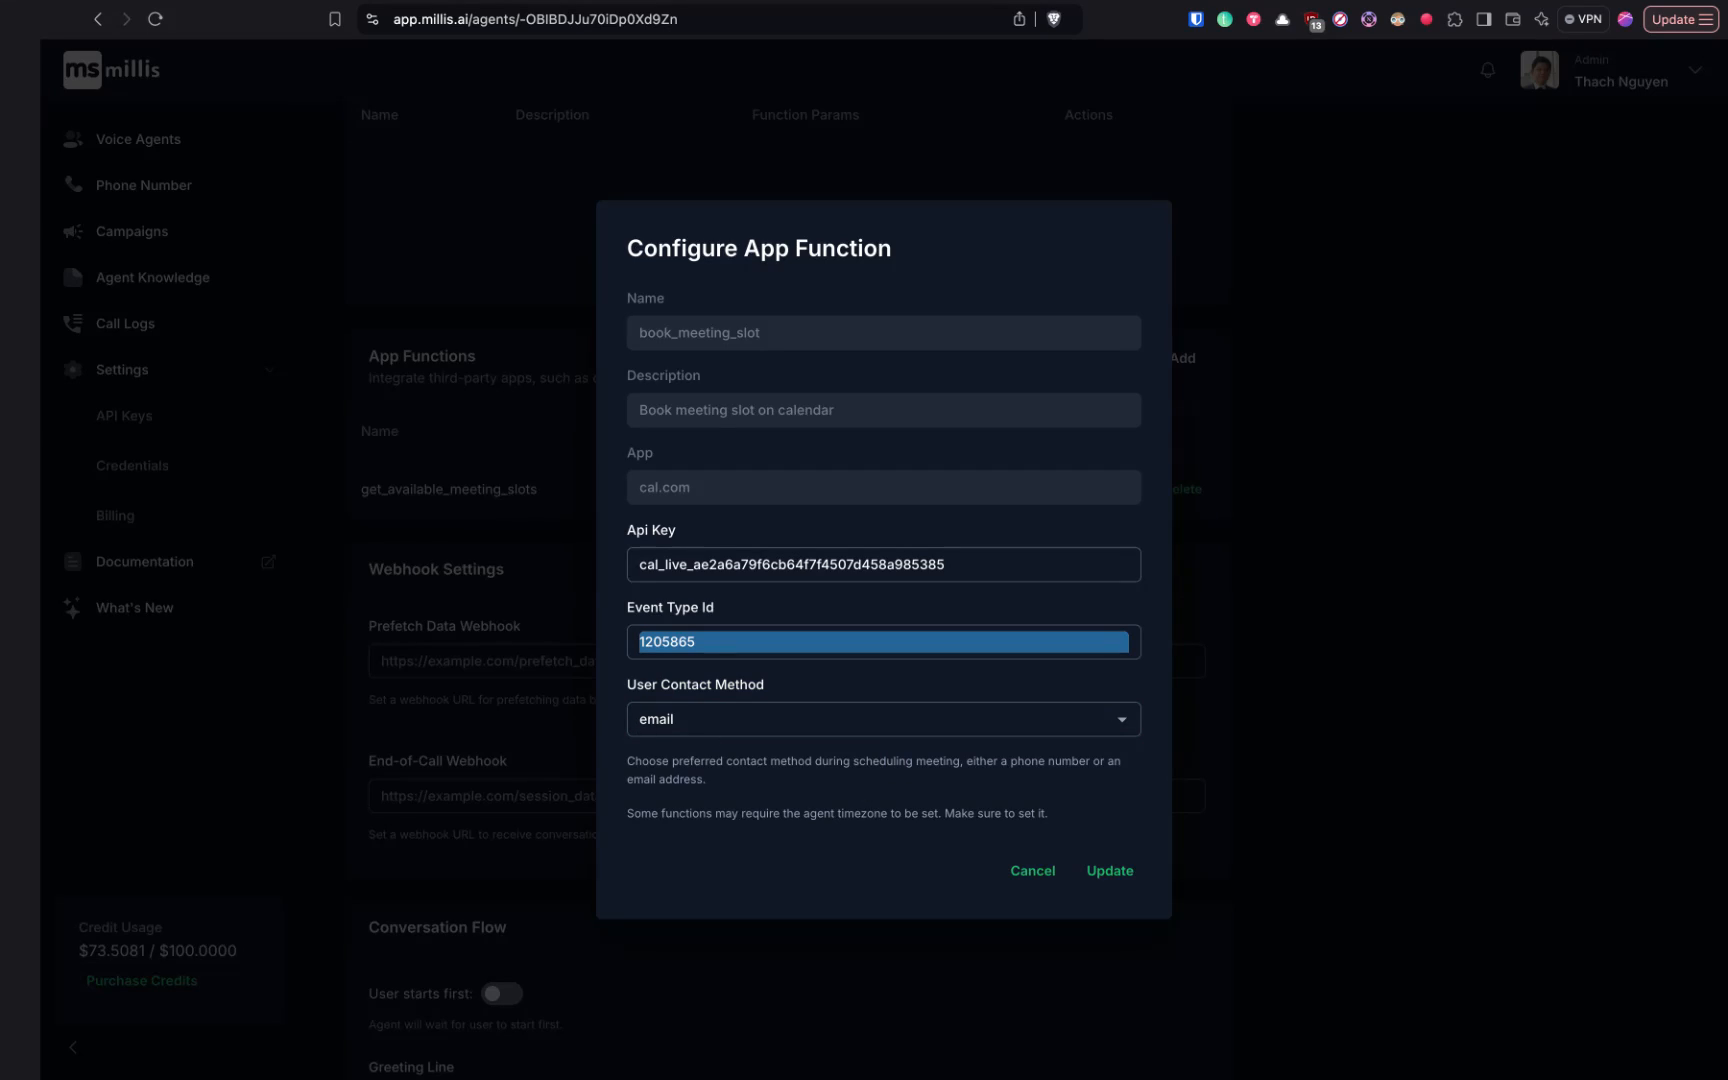 app.millis.ai/agents/-OBlBDJJu70iDp0Xd9Zn
13
VPN
Update
ms millis
Admin
Thach Nguyen
Name Description Function Params Actions
Voice Agents
Phone Number
Campaigns
Agent Knowledge
Call Logs
Settings
API Keys
Credentials
Billing
Documentation
What's New
Credit Usage
$73.5081 / $100.0000
Purchase Credits
App Functions
Integrate third-party apps, such as
Add
Name
get_available_meeting_slots
elete
Webhook Settings
Prefetch Data Webhook
https://example.com/prefetch_da
Set a webhook URL for prefetching data b
End-of-Call Webhook
https://example.com/session_dat
Set a webhook URL to receive conversatio
Conversation Flow
User starts first:
Agent will wait for user to start first.
Greeting Line
Configure App Function
Name
book_meeting_slot
Description
Book meeting slot on calendar
App
cal.com
Api Key
cal_live_ae2a6a79f6cb64f7f4507d458a985385
Event Type Id
1205865
User Contact Method
email
Choose preferred contact method during scheduling meeting, either a phone number or an
email address.
Some functions may require the agent timezone to be set. Make sure to set it.
Cancel Update